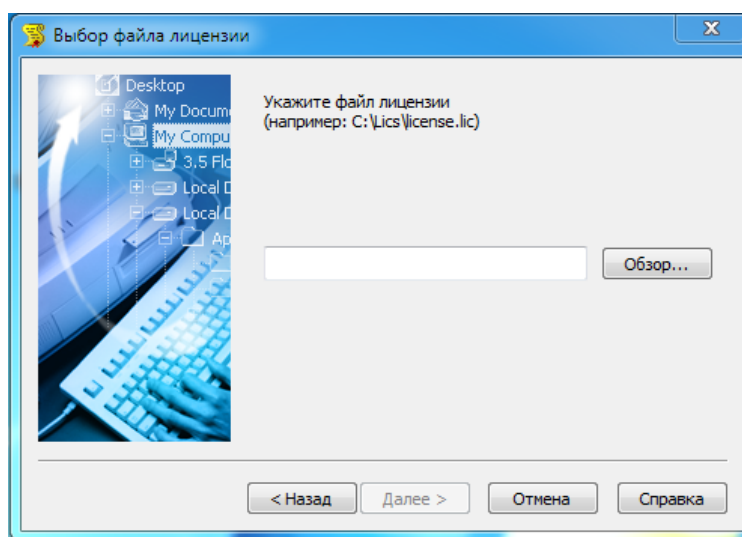 Выбор файла лицензии
Desktop
My Docum
My Compu
3.5 Flo
Local D
Local D
Ap
Укажите файл лицензии
(например: C:\Lics\license.lic)
Обзор...
< Назад
Далее >
Отмена
Справка